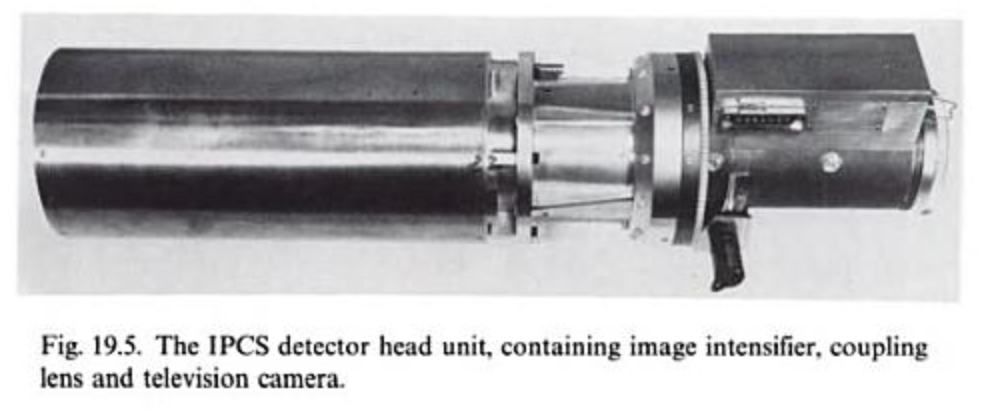 Fig. 19.5. The IPCS detector head unit, containing image intensifier, coupling
lens and television camera.